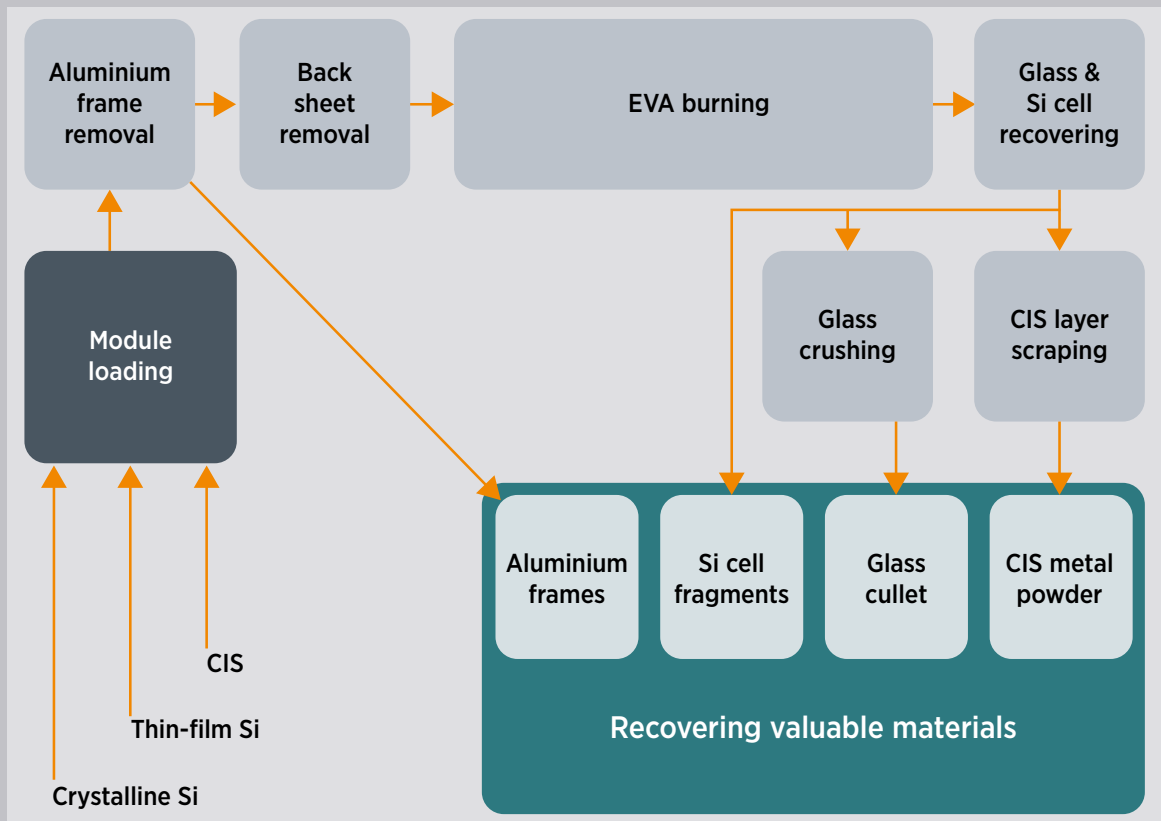 Aluminium
frame
removal
Back
sheet
removal
EVA burning
Glass &
Si cell
recovering
Module
loading
Glass
crushing
CIS layer
scraping
Aluminium
frames
Si cell
fragments
Glass
cullet
CIS metal
powder
CIS
Thin-film Si
Crystalline Si
Recovering valuable materials